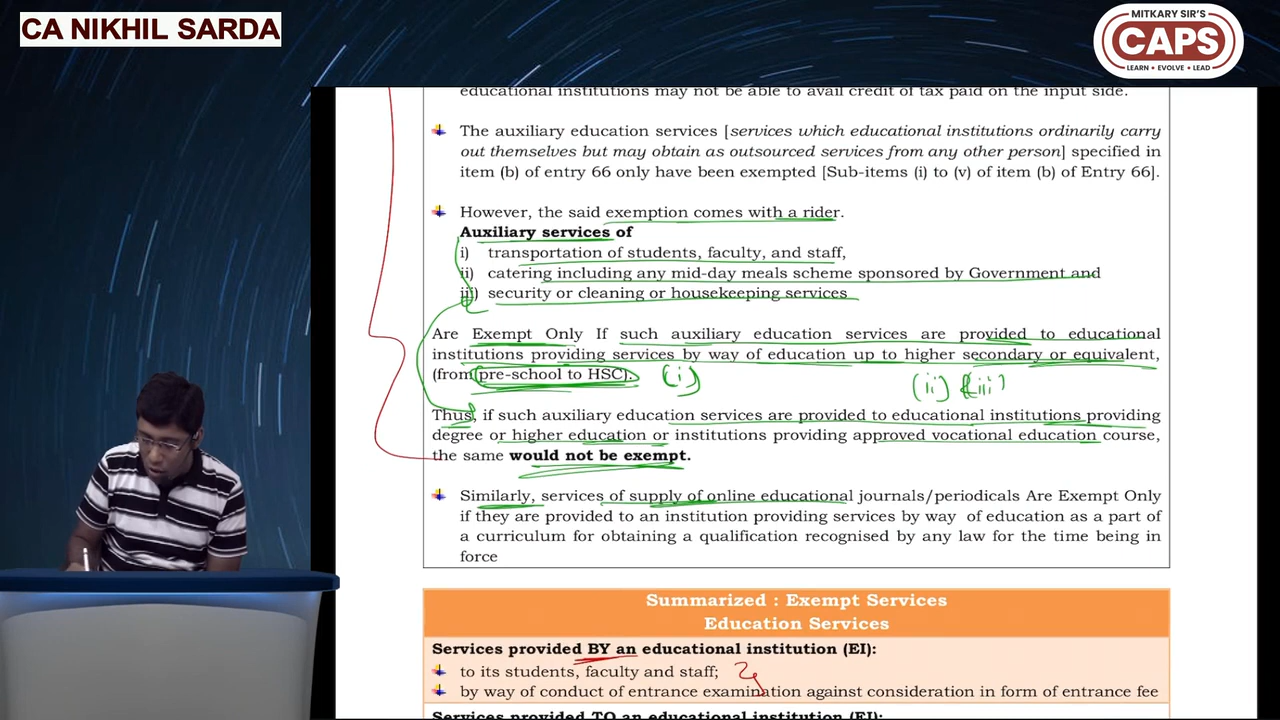 CA NIKHIL SARDA
MITKARY SIR'S
CAPS
LEARN • EVOLVE • LEAD
educational institutions may not be able to avail credit of tax paid on the input side.
The auxiliary education services [services which educational institutions ordinarily carry
out themselves but may obtain as outsourced services from any other person] specified in
item (b) of entry 66 only have been exempted [Sub-items (i) to (v) of item (b) of Entry 66].
However, the said exemption comes with a rider.
Auxiliary services of
i) transportation of students, faculty, and staff,
ii) catering including any mid-day meals scheme sponsored by Government and
iii) security or cleaning or housekeeping services
Are Exempt Only If such auxiliary education services are provided to educational
institutions providing services by way of education up to higher secondary or equivalent,
(from pre-school to HSC). (i) (ii) (iii)
Thus, if such auxiliary education services are provided to educational institutions providing
degree or higher education or institutions providing approved vocational education course,
the same would not be exempt.
Similarly, services of supply of online educational journals/periodicals Are Exempt Only
if they are provided to an institution providing services by way of education as a part of
a curriculum for obtaining a qualification recognised by any law for the time being in
force
Summarized : Exempt Services
Education Services
Services provided BY an educational institution (EI):
to its students, faculty and staff;
by way of conduct of entrance examination against consideration in form of entrance fee
Services provided TO an educational institution (EI):